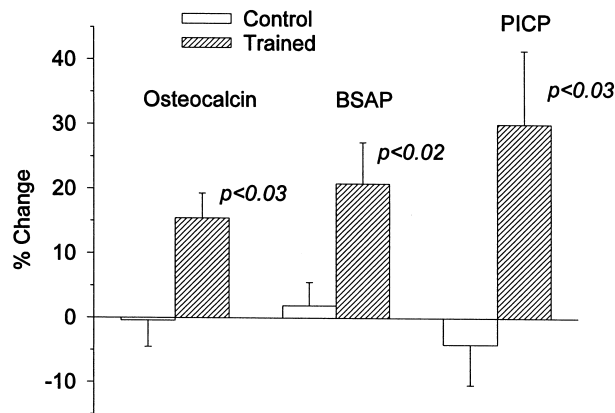 Control
Trained
PICP
Osteocalcin
BSAP
p<0.03
p<0.02
p<0.03
% Change
40
30
20
10
0
-10